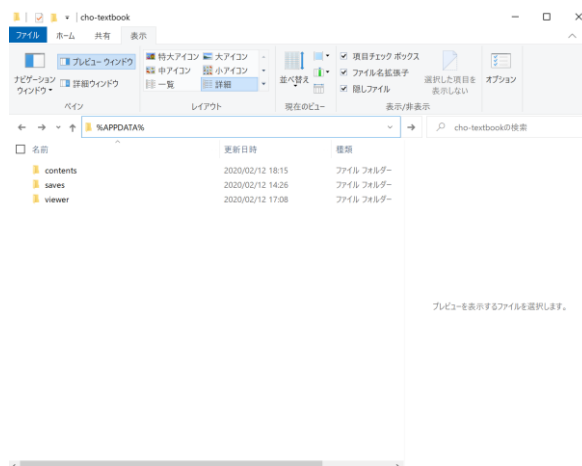 cho-textbook
ファイル ホーム 共有 表示
ナビゲーション ウィンドウ
プレビュー ウィンドウ
詳細ウィンドウ
ペイン
特大アイコン 大アイコン
中アイコン 小アイコン
一覧 詳細
レイアウト
並べ替え
現在のビュー
項目チェック ボックス
ファイル名拡張子
隠しファイル
選択した項目を
表示しない
表示/非表示
オプション
%APPDATA%
cho-textbookの検索
名前 更新日時 種類
contents 2020/02/12 18:15 ファイル フォルダー
saves 2020/02/12 14:26 ファイル フォルダー
viewer 2020/02/12 17:08 ファイル フォルダー
プレビューを表示するファイルを選択します。